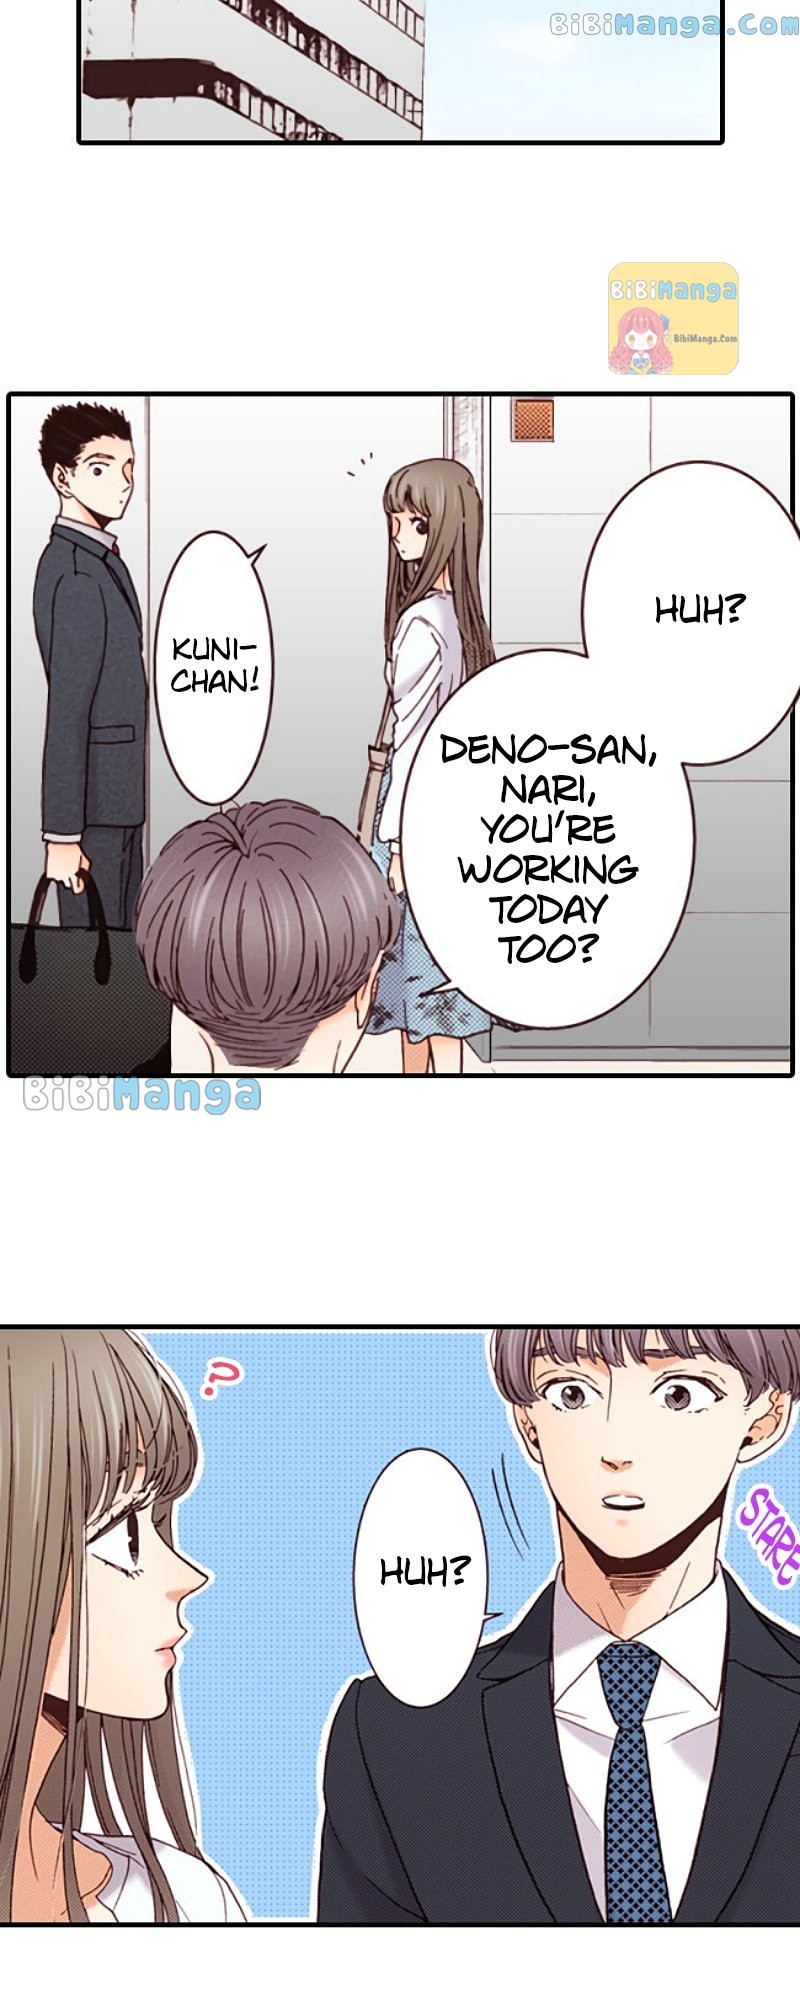 BiBiManga.Com
BiBiManga
BibiManga.Com
HUH?
DENO-SAN,
NARI,
YOU'RE
WORKING
TODAY
TOO?
KUNI-
CHAN!
BiBiManga
?
HUH?
STARE